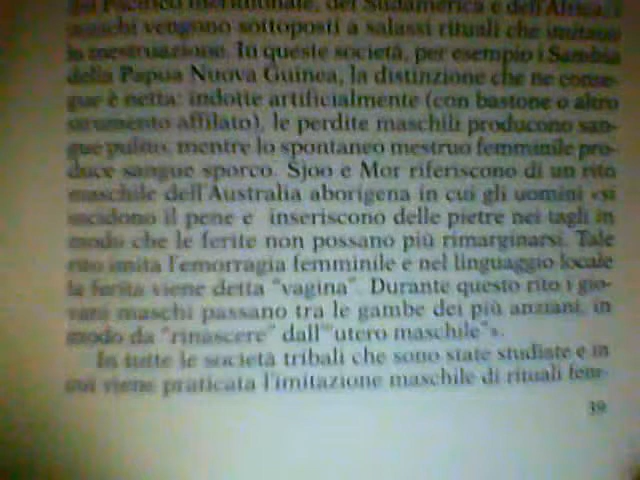 del Pacifico meridionale, del Sudamerica e dell'Africa, i
maschi vengono sottoposti a salassi rituali che imitano
la mestruazione. In queste società, per esempio i Sambia
della Papua Nuova Guinea, la distinzione che ne conse-
gue è netta: indotte artificialmente (con bastone o altro
strumento affilato), le perdite maschili producono san-
gue pulito, mentre lo spontaneo mestruo femminile pro-
duce sangue sporco. Sjoo e Mor riferiscono di un rito
maschile dell'Australia aborigena in cui gli uomini «si
incidono il pene e inseriscono delle pietre nei tagli in
modo che le ferite non possano più rimarginarsi. Tale
rito imita l'emorragia femminile e nel linguaggio locale
la ferita viene detta "vagina". Durante questo rito i gio-
vani maschi passano tra le gambe dei più anziani, in
modo da "rinascere" dall'"utero maschile"».
In tutte le società tribali che sono state studiate e in
cui viene praticata l'imitazione maschile di rituali fem-
39